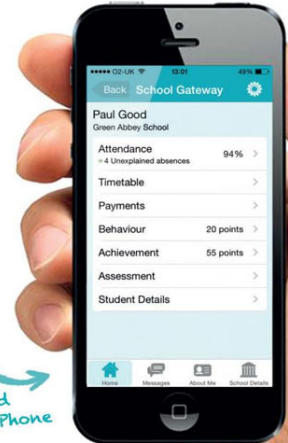 O2-UK 13:01 49%
Back School Gateway
Paul Good
Green Abbey School
Attendance 94%
4 Unexplained absences
Timetable
Payments
Behaviour 20 points
Achievement 55 points
Assessment
Student Details
Home Messages About Me School Details
d
Phone